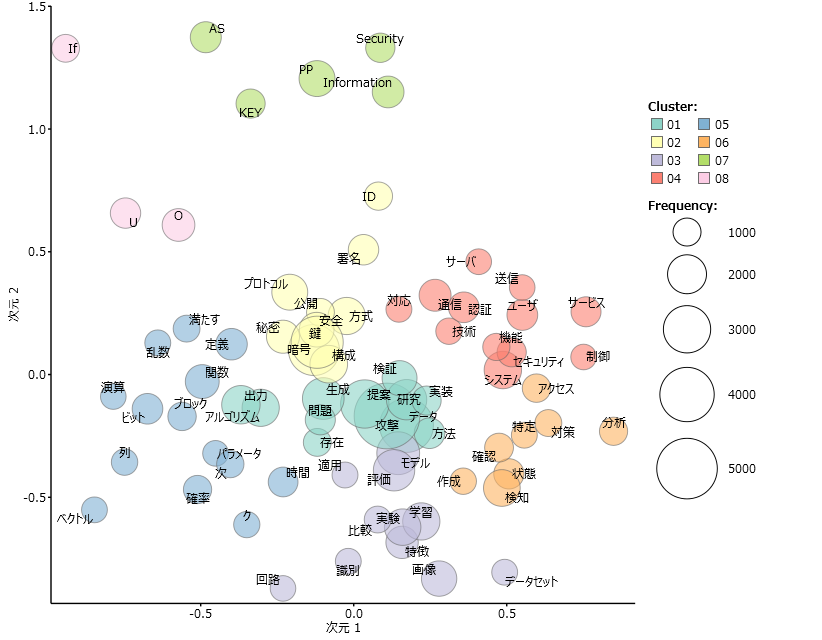 1.5
AS
Security
If
PP
Information
KEY
Cluster:
01 05
02 06
03 07
04 08
1.0
ID
Frequency:
U
O
1000
署名
サーバ
0.5
2000
プロトコル
送信
公開
対応
通信
認証
ユーザ
サービス
次元 2
満たす
秘密
安全
方式
技術
3000
乱数
定義
鍵
機能
暗号
構成
セキュリティ
制御
0.0
関数
検証
システム
演算
生成
提案
研究
実装
アクセス
4000
ビット
ブロック
アルゴリズム
出力
問題
データ
攻撃
方法
特定
対策
分析
列
パラメータ
存在
確認
次
時間
適用
モデル
5000
評価
作成
状態
-0.5
確率
検知
ベクトル
ク
比較
実験
学習
特徴
回路
識別
画像
データセット
-0.5
0.0
0.5
次元 1